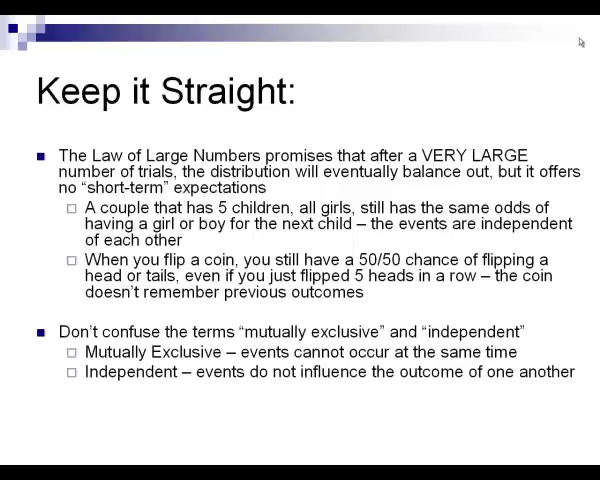 Keep it Straight:
The Law of Large Numbers promises that after a VERY LARGE
number of trials, the distribution will eventually balance out, but it offers
no “short-term” expectations
A couple that has 5 children, all girls, still has the same odds of
having a girl or boy for the next child – the events are independent
of each other
When you flip a coin, you still have a 50/50 chance of flipping a
head or tails, even if you just flipped 5 heads in a row – the coin
doesn’t remember previous outcomes
Don’t confuse the terms “mutually exclusive” and “independent”
Mutually Exclusive – events cannot occur at the same time
Independent – events do not influence the outcome of one another